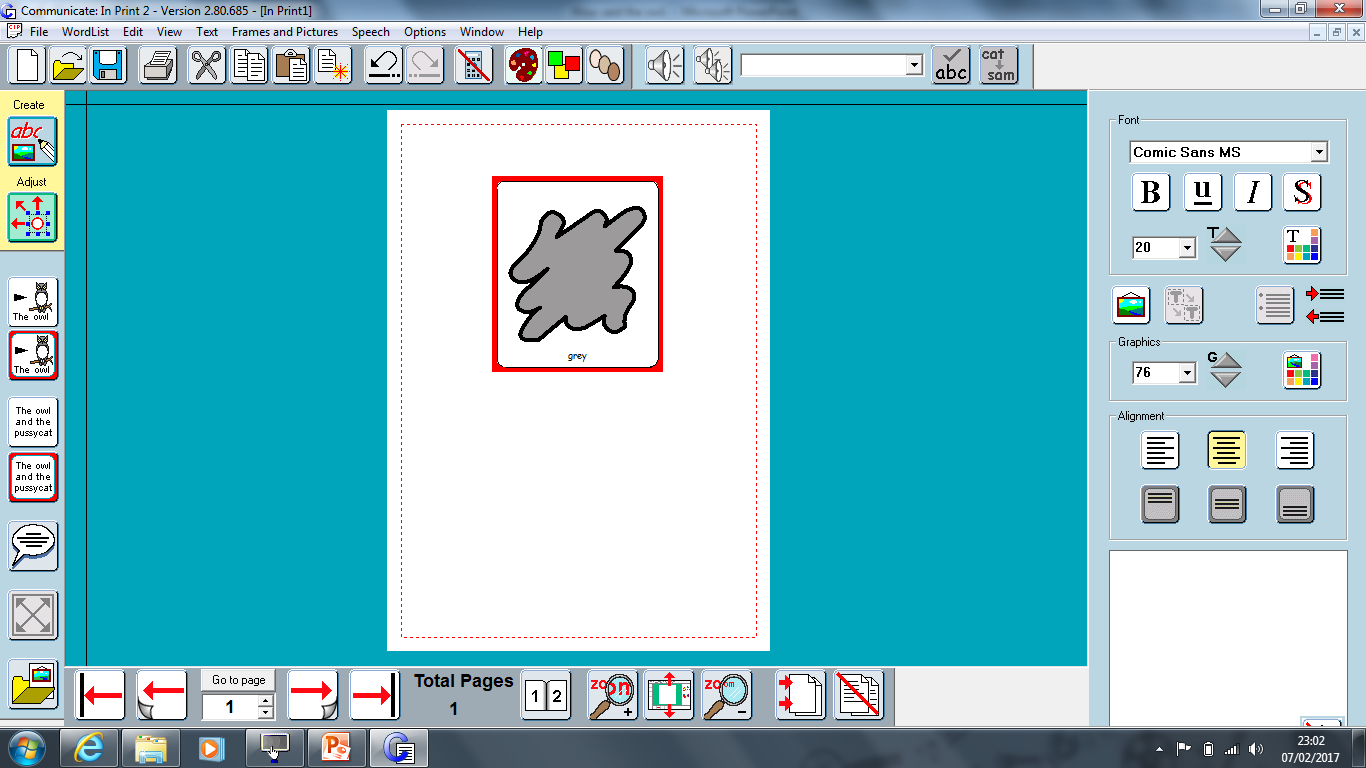 Communicate: In Print 2 - Version 2.80.685 - [In Print1]
File WordList Edit View Text Frames and Pictures Speech Options Window Help
abc
cat
sam
Create
abc
Adjust
The owl
The owl
The owl
and the
pussycat
The owl
and the
pussycat
grey
Font
Comic Sans MS
B u I S
20
T
T
Graphics
76
G
Alignment
Go to page
1
Total Pages
1
1 2
zoom
+
zoom
-
23:02
07/02/2017